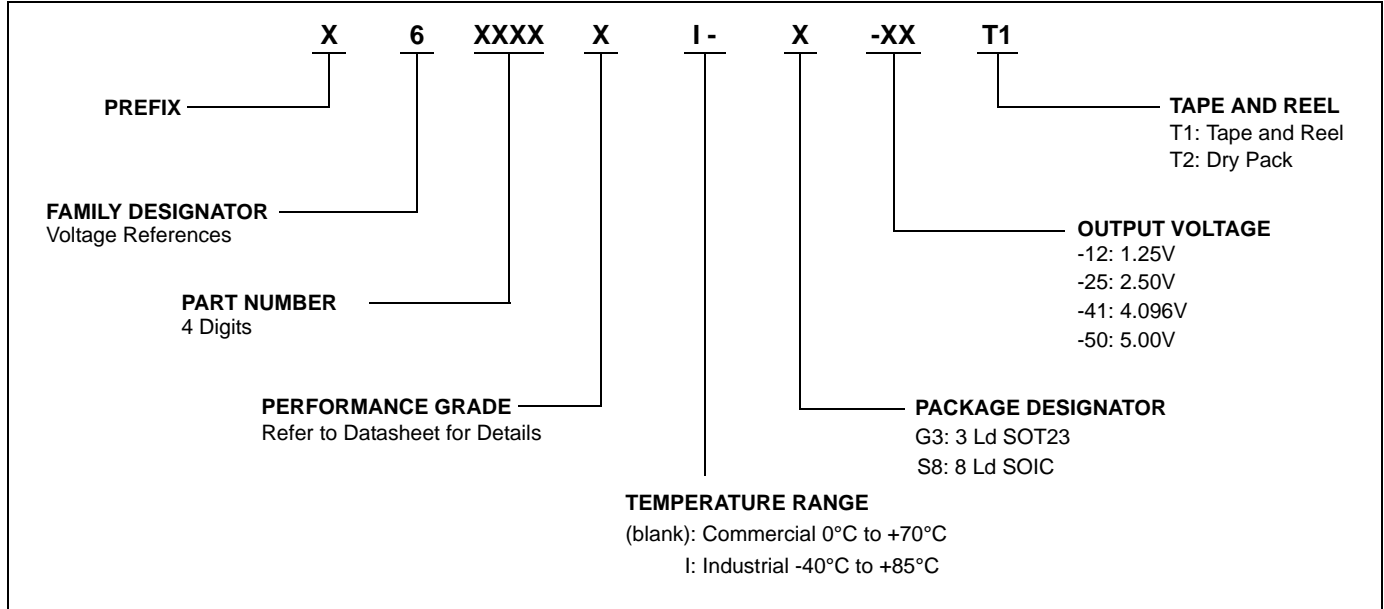 X 6 XXXX X I - X -XX T1
PREFIX
TAPE AND REEL
T1: Tape and Reel
T2: Dry Pack
FAMILY DESIGNATOR
Voltage References
OUTPUT VOLTAGE
-12: 1.25V
-25: 2.50V
-41: 4.096V
-50: 5.00V
PART NUMBER
4 Digits
PERFORMANCE GRADE
Refer to Datasheet for Details
PACKAGE DESIGNATOR
G3: 3 Ld SOT23
S8: 8 Ld SOIC
TEMPERATURE RANGE
(blank): Commercial 0°C to +70°C
I: Industrial -40°C to +85°C